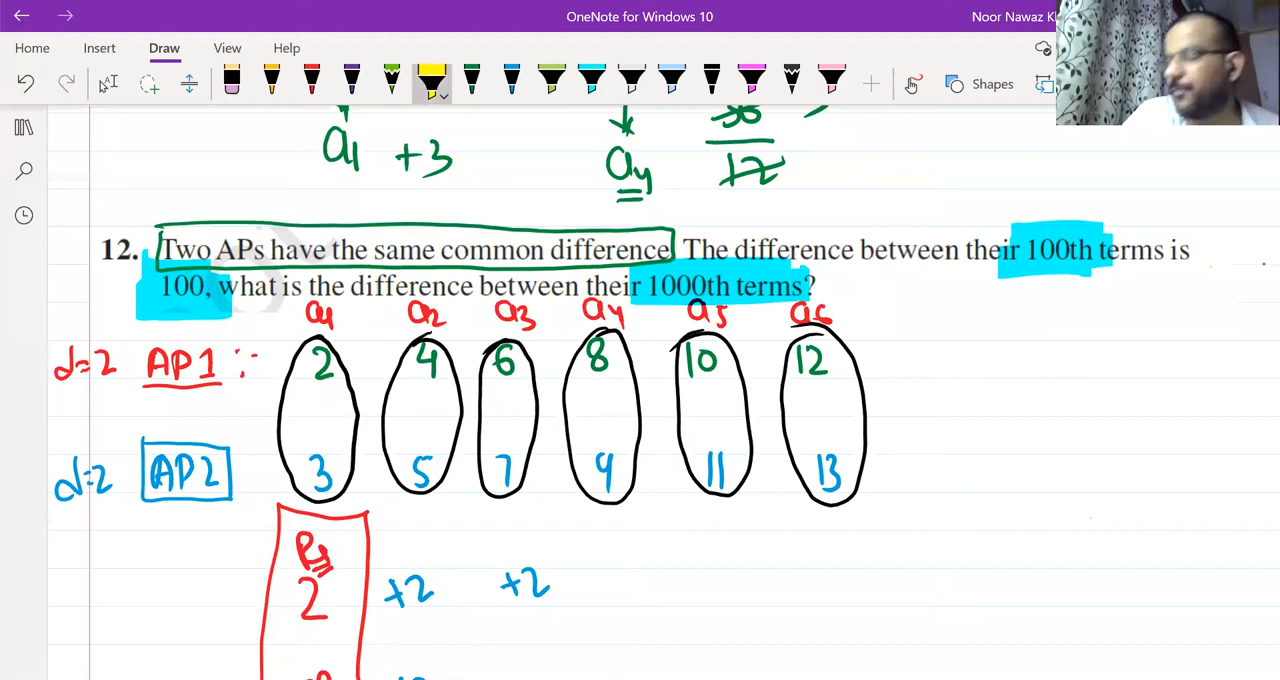 OneNote for Windows 10
Noor Nawaz K
Home Insert Draw View Help
Shapes
a1 +3
a4
36
12
12. Two APs have the same common difference. The difference between their 100th terms is
100, what is the difference between their 1000th terms?
a1 a2 a3 a4 a5 a6
d=2 AP1 : 2 4 6 8 10 12
d=2 AP2 3 5 7 9 11 13
2 +2 +2